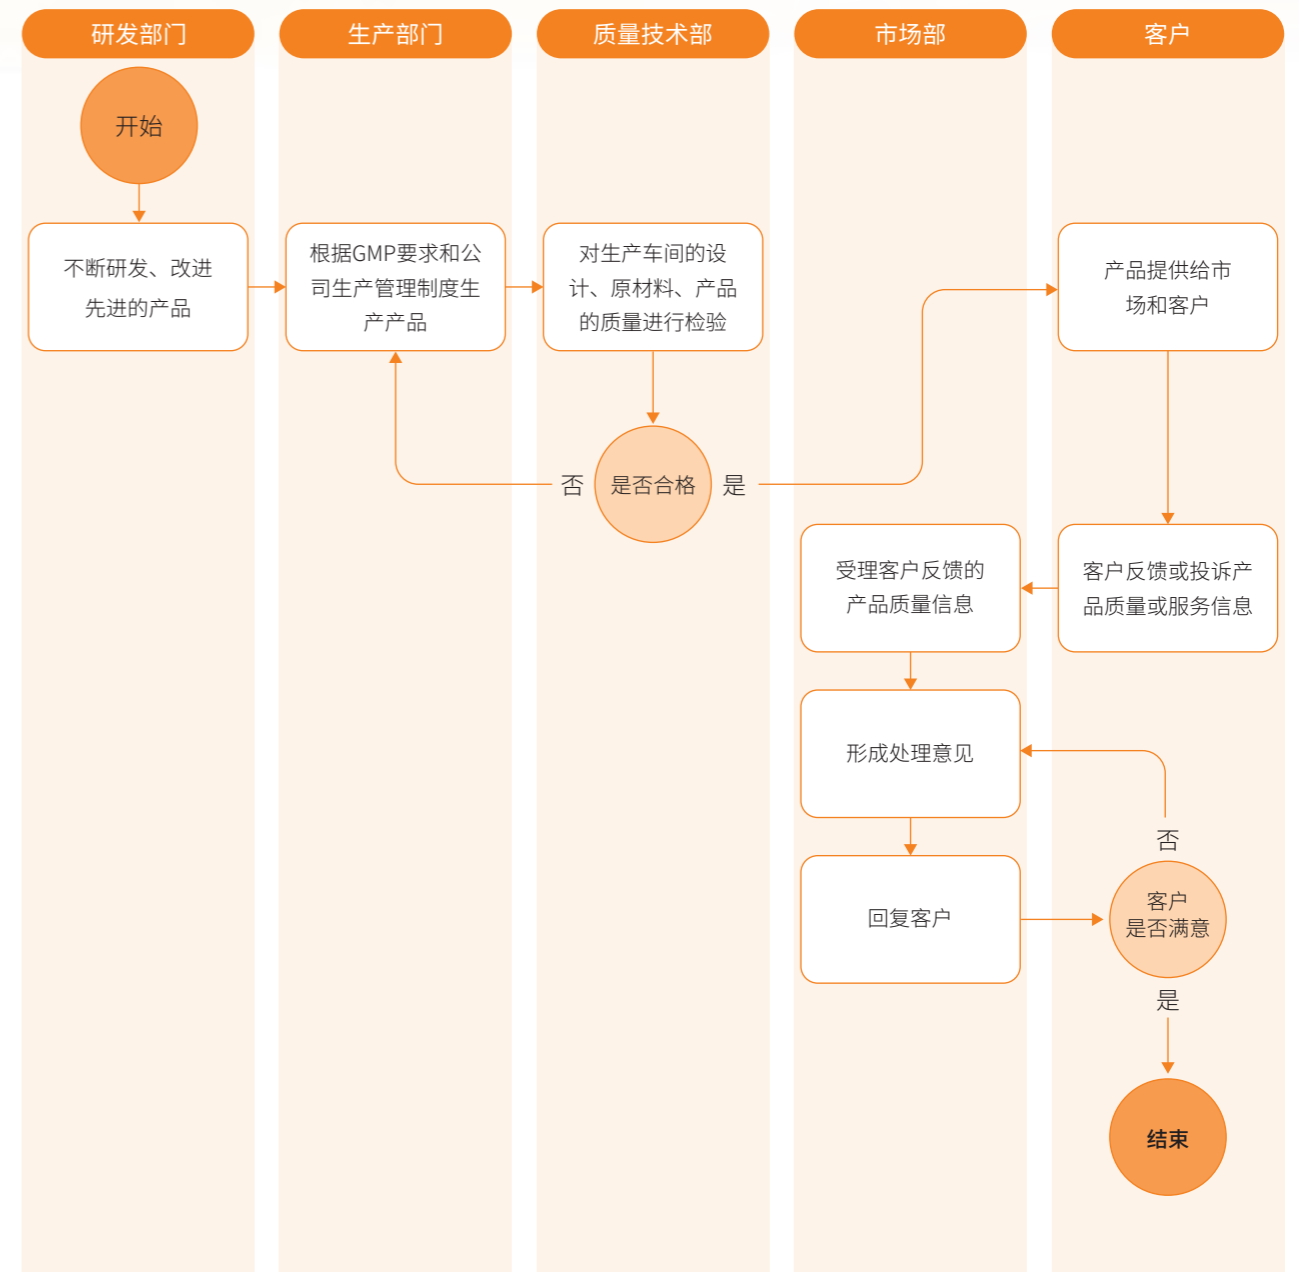 研发部门
生产部门
质量技术部
市场部
客户
开始
不断研发、改进
先进的产品
根据GMP要求和公
司生产管理制度生
产产品
对生产车间的设
计、原材料、产品
的质量进行检验
产品提供给市
场和客户
否
是否合格
是
受理客户反馈的
产品质量信息
客户反馈或投诉产
品质量或服务信息
形成处理意见
否
回复客户
客户
是否满意
是
结束